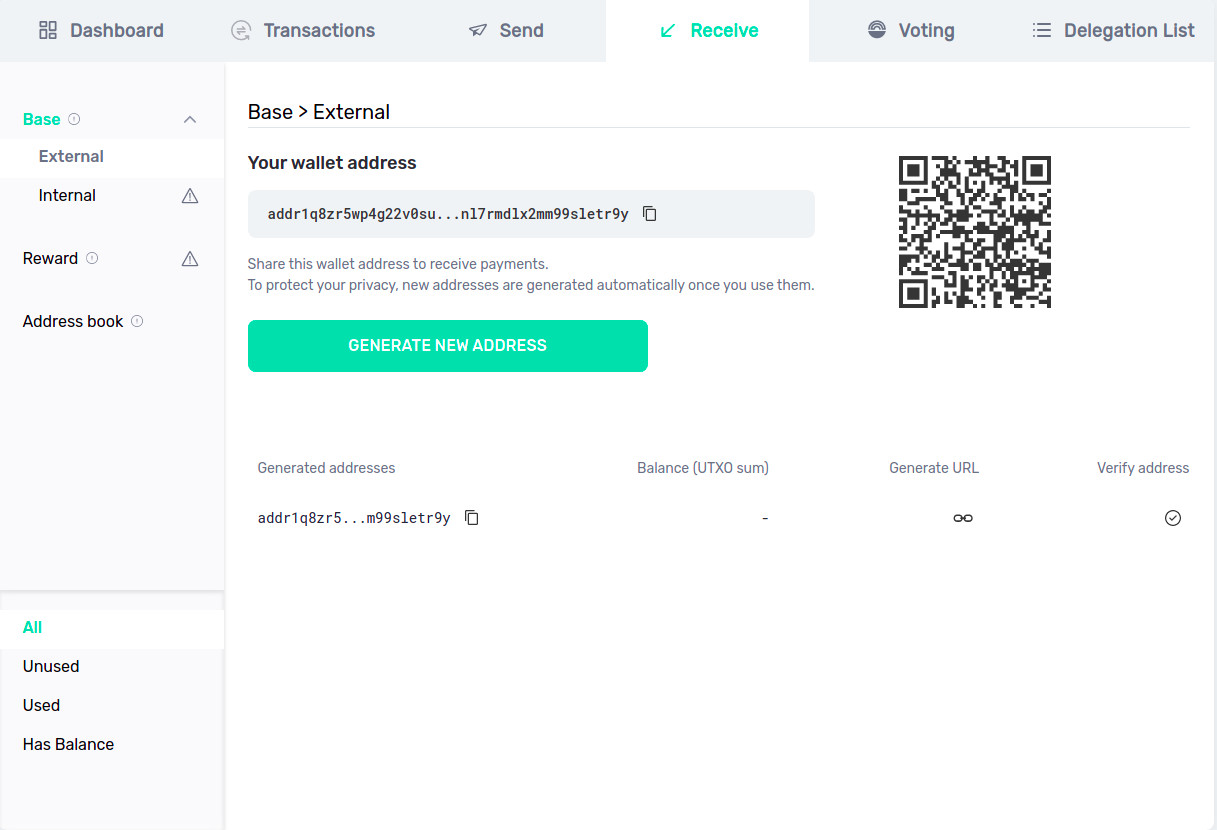 Dashboard
Transactions
Send
Receive
Voting
Delegation List
Base
External
Internal
Reward
Address book
All
Unused
Used
Has Balance
Base > External
Your wallet address
addr1q8zr5wp4g22v0su...nl7rmdlx2mm99sletr9y
Share this wallet address to receive payments.
To protect your privacy, new addresses are generated automatically once you use them.
GENERATE NEW ADDRESS
Generated addresses Balance (UTXO sum) Generate URL Verify address
addr1q8zr5...m99sletr9y -